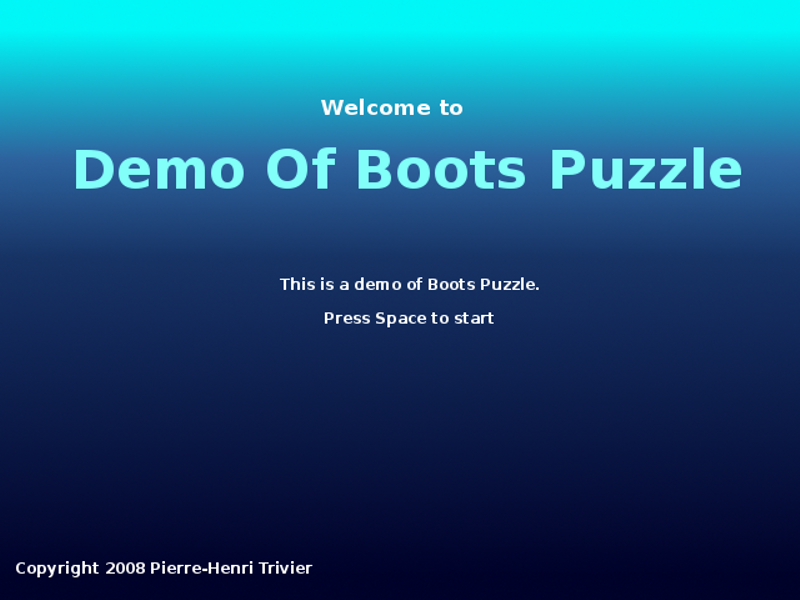 Welcome to
Demo Of Boots Puzzle
This is a demo of Boots Puzzle.
Press Space to start
Copyright 2008 Pierre-Henri Trivier